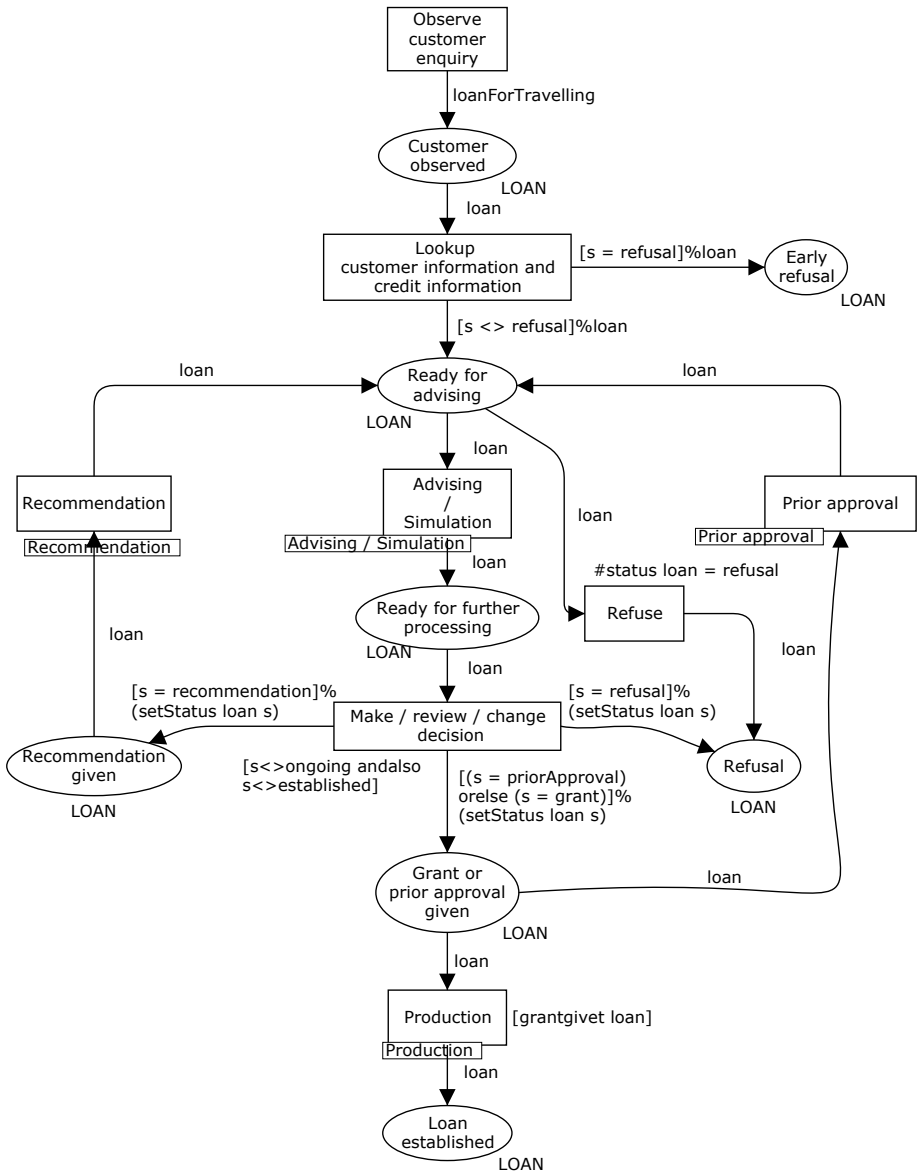 Observe
customer
enquiry
loanForTravelling
Customer
observed
LOAN
loan
Lookup
customer information and
credit information
[s = refusal]%loan
Early
refusal
LOAN
[s <> refusal]%loan
loan
Ready for
advising
loan
LOAN
loan
Recommendation
Recommendation
Advising
/
Simulation
Advising / Simulation
loan
Prior approval
Prior approval
loan
#status loan = refusal
Ready for further
processing
LOAN
Refuse
loan
loan
loan
[s = recommendation]%
(setStatus loan s)
[s = refusal]%
(setStatus loan s)
Make / review / change
decision
Recommendation
given
LOAN
[s<>ongoing andalso
s<>established]
[(s = priorApproval)
orelse (s = grant)]%
(setStatus loan s)
Refusal
LOAN
Grant or
prior approval
given
LOAN
loan
loan
Production
Production
[grantgivet loan]
loan
Loan
established
LOAN